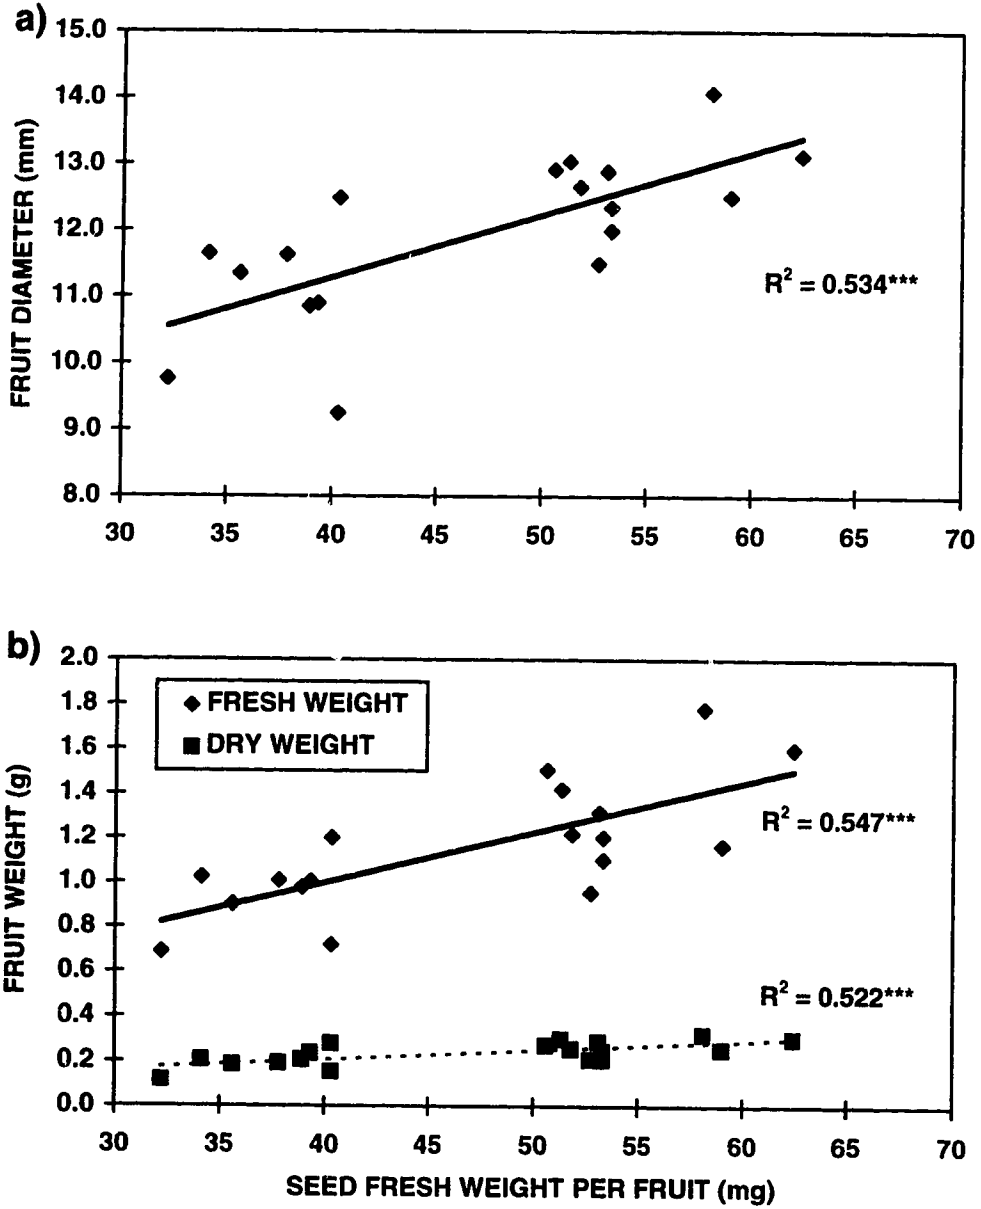 a)
15.0
14.0
13.0
12.0
11.0
10.0
9.0
8.0
FRUIT DIAMETER (mm)
R² = 0.534***
30 35 40 45 50 55 60 65 70
b)
2.0
1.8
1.6
1.4
1.2
1.0
0.8
0.6
0.4
0.2
0.0
FRUIT WEIGHT (g)
FRESH WEIGHT
DRY WEIGHT
R² = 0.547***
R² = 0.522***
30 35 40 45 50 55 60 65 70
SEED FRESH WEIGHT PER FRUIT (mg)